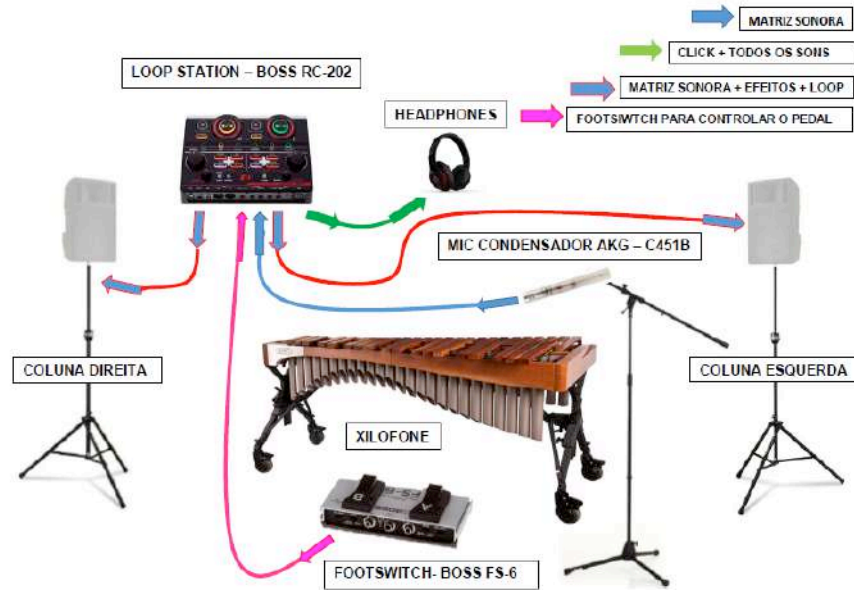 MATRIZ SONORA
CLICK + TODOS OS SONS
LOOP STATION – BOSS RC-202
MATRIZ SONORA + EFEITOS + LOOP
HEADPHONES
FOOTSIWTCH PARA CONTROLAR O PEDAL
MIC CONDENSADOR AKG – C451B
COLUNA DIREITA
COLUNA ESQUERDA
XILOFONE
FOOTSWITCH- BOSS FS-6